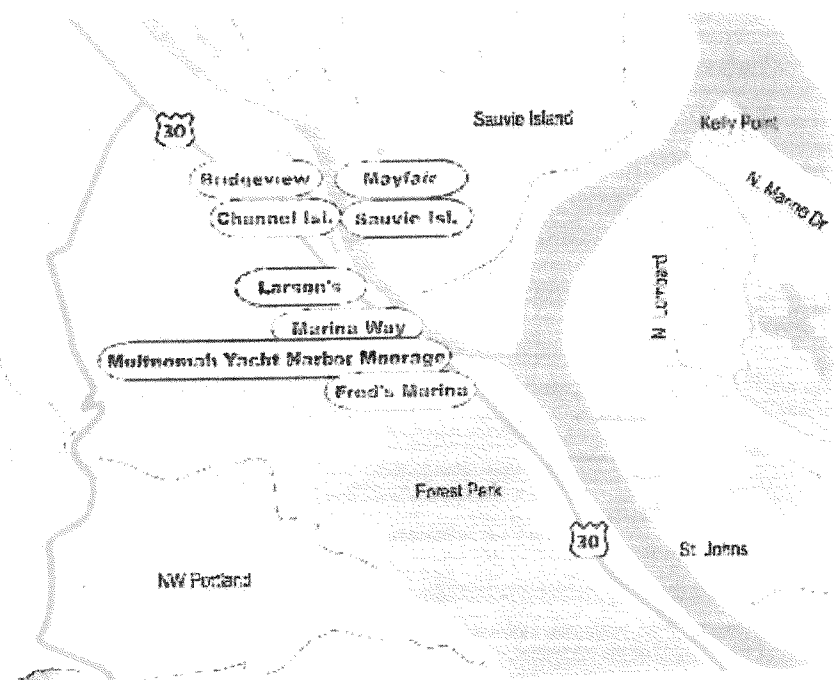 Sauvie Island
Kelly Point
30
Bridgeview
Mayfair
N. Marine Dr
Channel Isl.
Sauvie Isl.
N Lombard
Larson's
Marina Way
Multnomah Yacht Harbor Moorage
Fred's Marina
Forest Park
30
St Johns
NW Portland